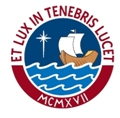 ET LUX IN TENEBRIS LUCET
MCMXVII